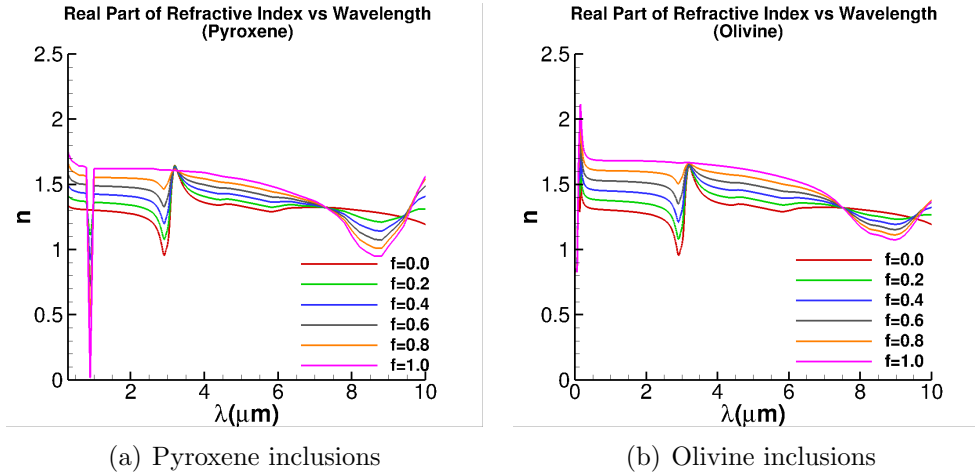 Real Part of Refractive Index vs Wavelength
(Pyroxene)
2.5
2
1.5
1
0.5
0
n
2
4
6
8
10
λ(μm)
f=0.0
f=0.2
f=0.4
f=0.6
f=0.8
f=1.0
(a) Pyroxene inclusions
Real Part of Refractive Index vs Wavelength
(Olivine)
2.5
2
1.5
1
0.5
0
n
0
2
4
6
8
10
λ(μm)
f=0.0
f=0.2
f=0.4
f=0.6
f=0.8
f=1.0
(b) Olivine inclusions